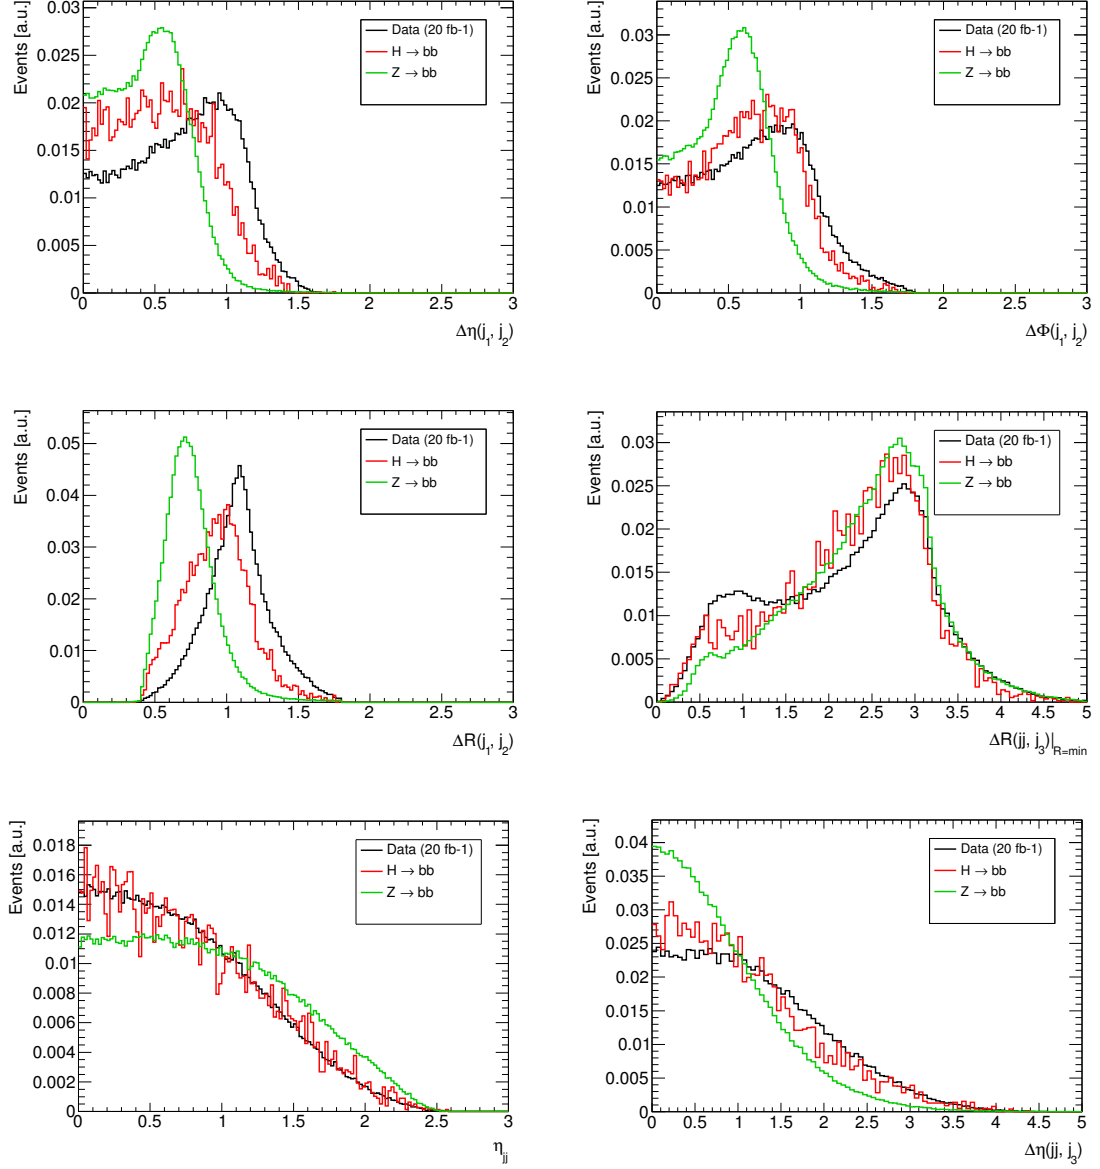 Events [a.u.]
0.03
0.025
0.02
0.015
0.01
0.005
0
Data (20 fb-1)
H → bb
Z → bb
0 0.5 1 1.5 2 2.5 3
Δη(j1, j2)
Events [a.u.]
0.03
0.025
0.02
0.015
0.01
0.005
0
Data (20 fb-1)
H → bb
Z → bb
0 0.5 1 1.5 2 2.5 3
ΔΦ(j1, j2)
Events [a.u.]
0.05
0.04
0.03
0.02
0.01
0
Data (20 fb-1)
H → bb
Z → bb
0 0.5 1 1.5 2 2.5 3
ΔR(j1, j2)
Events [a.u.]
0.03
0.025
0.02
0.015
0.01
0.005
0
Data (20 fb-1)
H → bb
Z → bb
0 0.5 1 1.5 2 2.5 3 3.5 4 4.5 5
ΔR(jj, j3)|R=min
Events [a.u.]
0.018
0.016
0.014
0.012
0.01
0.008
0.006
0.004
0.002
0
Data (20 fb-1)
H → bb
Z → bb
0 0.5 1 1.5 2 2.5 3
ηjj
Events [a.u.]
0.04
0.035
0.03
0.025
0.02
0.015
0.01
0.005
0
Data (20 fb-1)
H → bb
Z → bb
0 0.5 1 1.5 2 2.5 3 3.5 4 4.5 5
Δη(jj, j3)